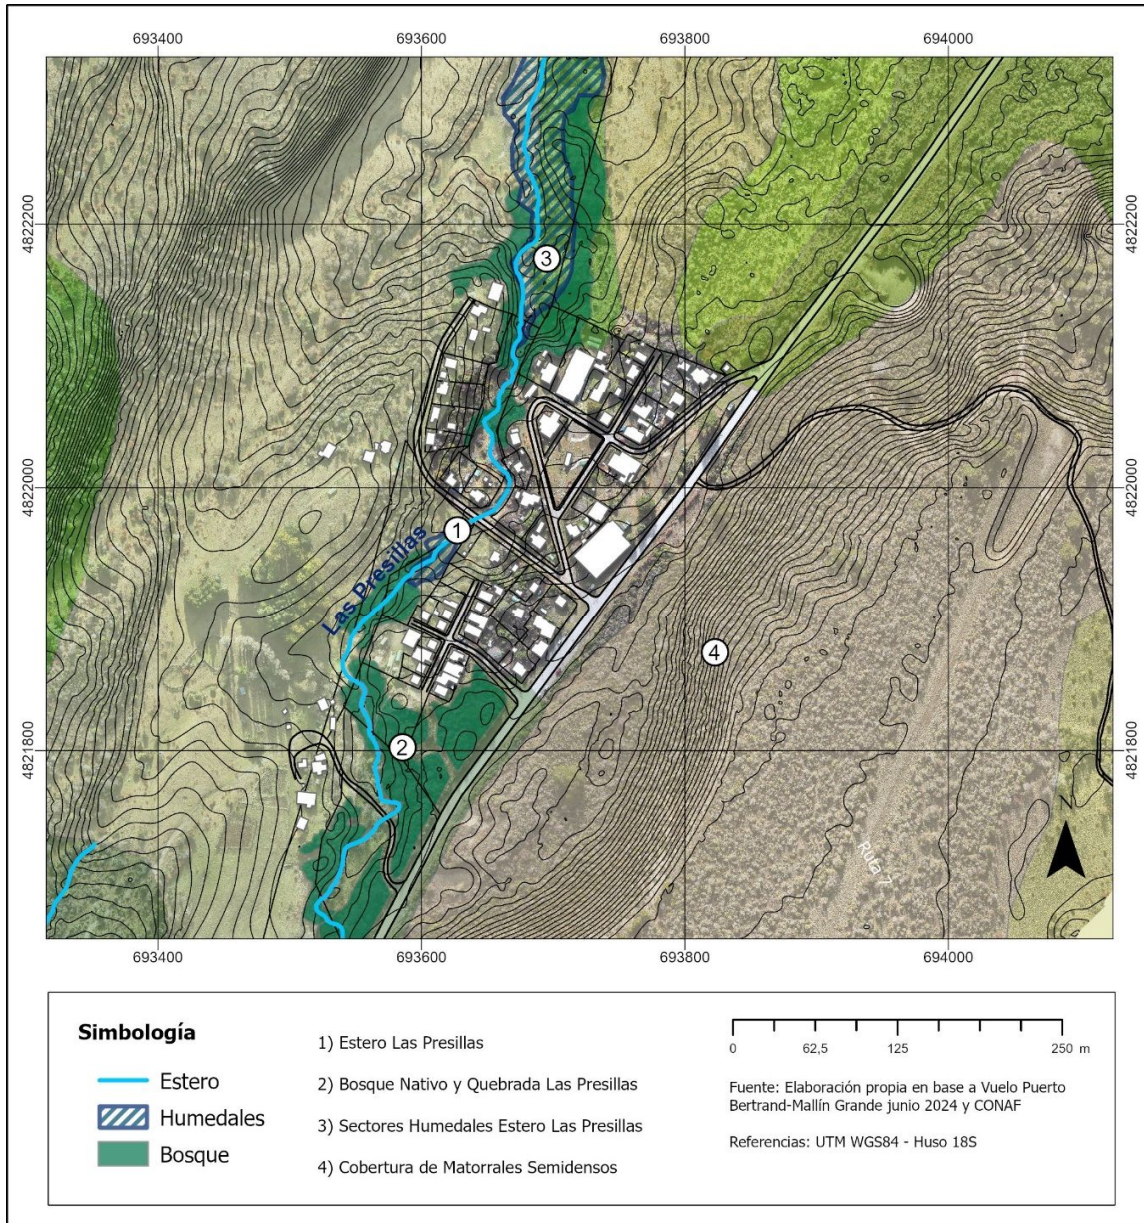 693400 693600 693800 694000
4822200
4822200
4822000
4822000
4821800
4821800
3
1
Las Presillas
4
2
N
Ruta 7
693400 693600 693800 694000
Simbología
Estero
Humedales
Bosque
1) Estero Las Presillas
2) Bosque Nativo y Quebrada Las Presillas
3) Sectores Humedales Estero Las Presillas
4) Cobertura de Matorrales Semidensos
0 62,5 125 250 m
Fuente: Elaboración propia en base a Vuelo Puerto
Bertrand-Mallín Grande junio 2024 y CONAF
Referencias: UTM WGS84 - Huso 18S